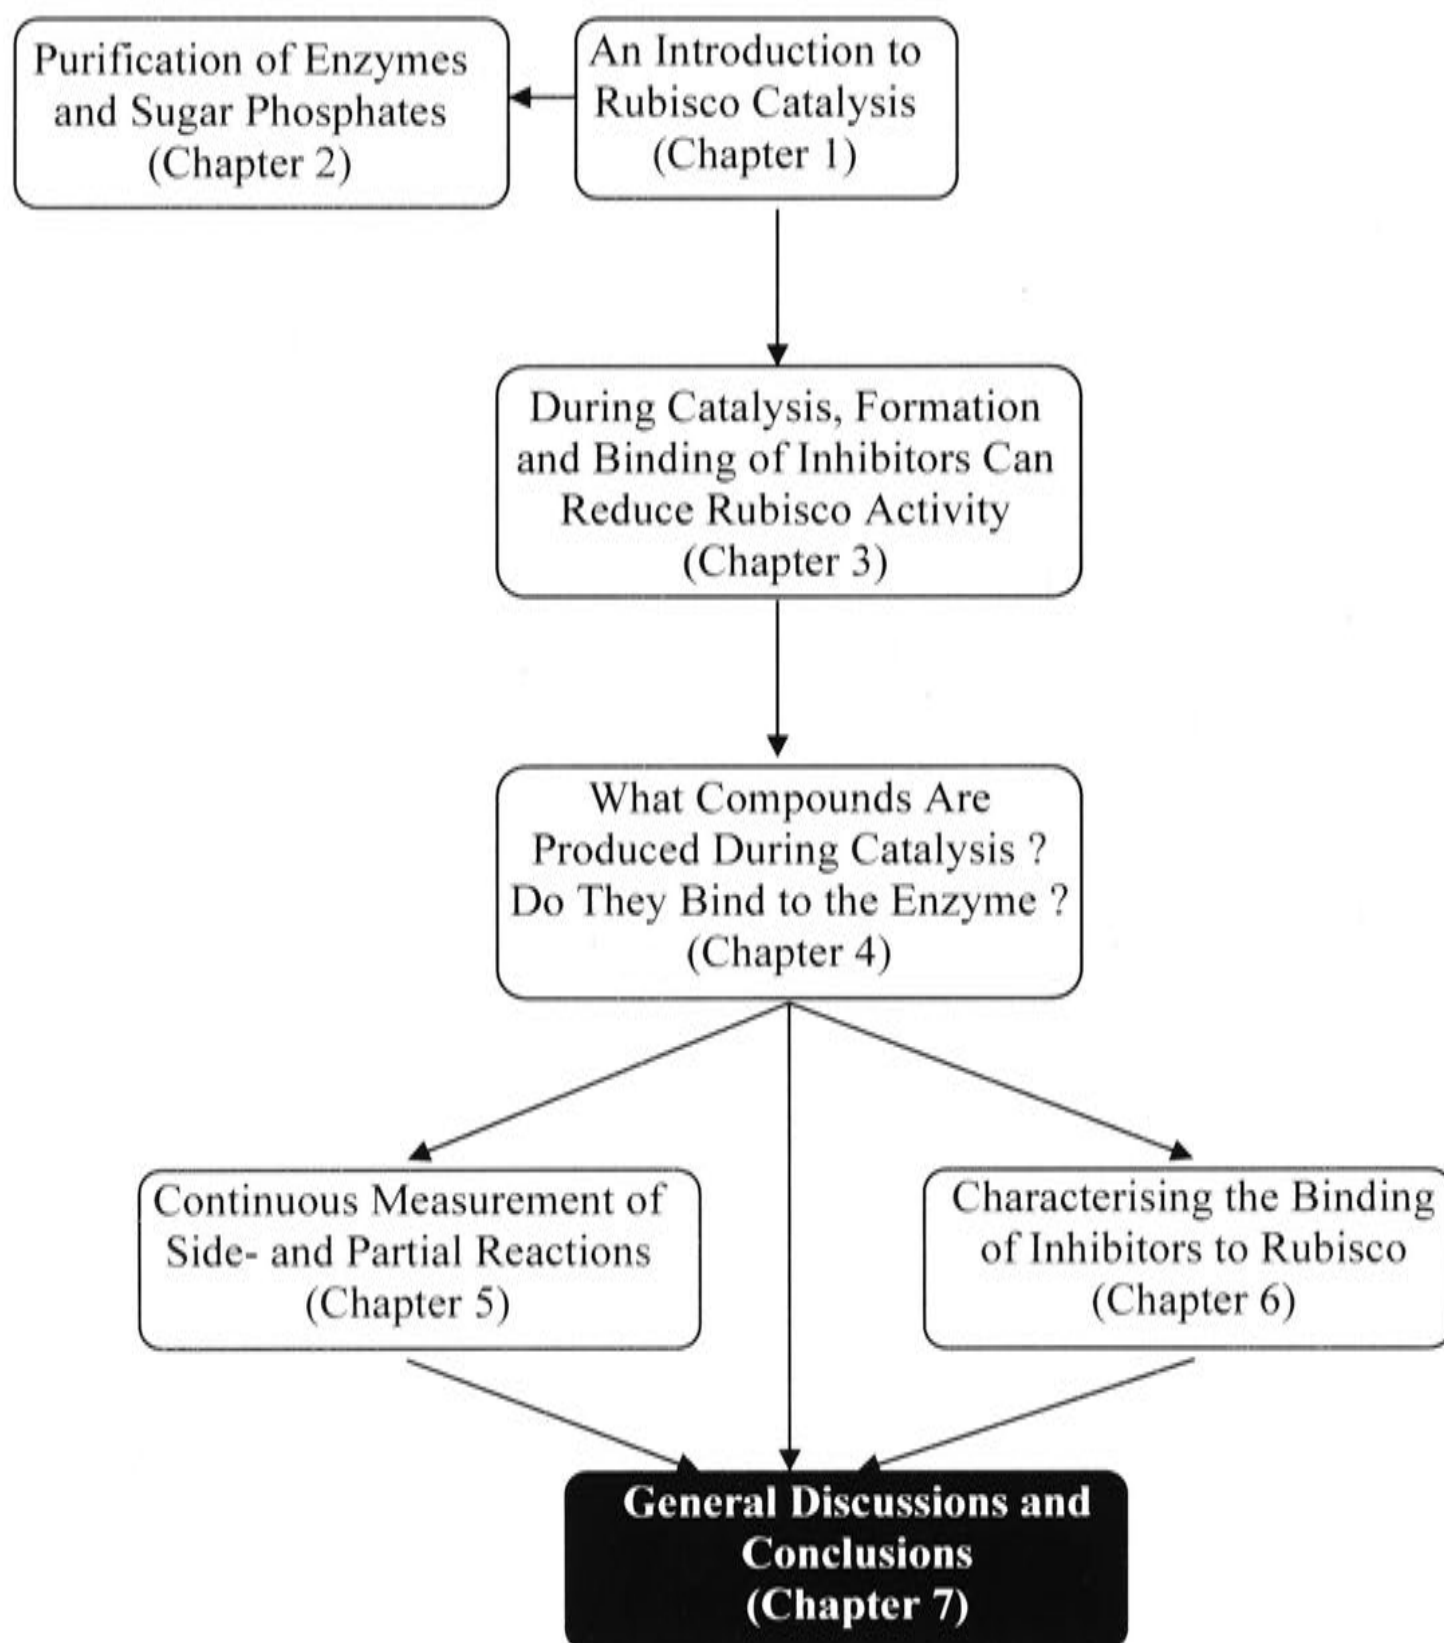 Purification of Enzymes
and Sugar Phosphates
(Chapter 2)
An Introduction to
Rubisco Catalysis
(Chapter 1)
During Catalysis, Formation
and Binding of Inhibitors Can
Reduce Rubisco Activity
(Chapter 3)
What Compounds Are
Produced During Catalysis ?
Do They Bind to the Enzyme ?
(Chapter 4)
Continuous Measurement of
Side- and Partial Reactions
(Chapter 5)
Characterising the Binding
of Inhibitors to Rubisco
(Chapter 6)
General Discussions and
Conclusions
(Chapter 7)